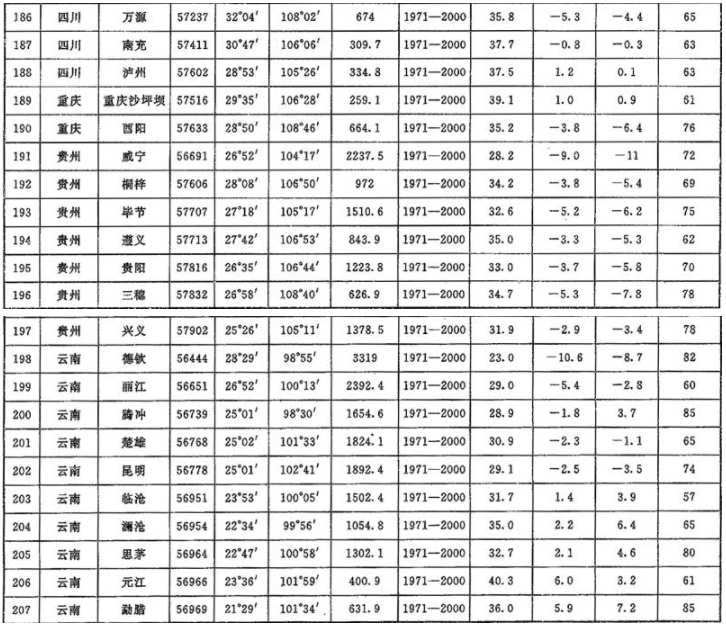 186 四川 万源 57237 32°04′ 108°02′ 674 1971—2000 35.8 -5.3 -4.4 65
187 四川 南充 57411 30°47′ 106°06′ 309.7 1971—2000 37.7 -0.8 -0.3 63
188 四川 泸州 57602 28°53′ 105°26′ 334.8 1971—2000 37.5 1.2 0.1 63
189 重庆 重庆沙坪坝 57516 29°35′ 106°28′ 259.1 1971—2000 39.1 1.0 0.9 61
190 重庆 酉阳 57633 28°50′ 108°46′ 664.1 1971—2000 35.2 -3.8 -6.4 76
191 贵州 威宁 56691 26°52′ 104°17′ 2237.5 1971—2000 28.2 -9.0 -11 72
192 贵州 桐梓 57606 28°08′ 106°50′ 972 1971—2000 34.2 -3.8 -5.4 69
193 贵州 毕节 57707 27°18′ 105°17′ 1510.6 1971—2000 32.6 -5.2 -6.2 75
194 贵州 遵义 57713 27°42′ 106°53′ 843.9 1971—2000 35.0 -3.3 -5.3 62
195 贵州 贵阳 57816 26°35′ 106°44′ 1223.8 1971—2000 33.0 -3.7 -5.8 70
196 贵州 三穗 57832 26°58′ 108°40′ 626.9 1971—2000 34.7 -5.3 -7.8 78
197 贵州 兴义 57902 25°26′ 105°11′ 1378.5 1971—2000 31.9 -2.9 -3.4 78
198 云南 德钦 56444 28°29′ 98°55′ 3319 1971—2000 23.0 -10.6 -8.7 82
199 云南 丽江 56651 26°52′ 100°13′ 2392.4 1971—2000 29.0 -5.4 -2.8 60
200 云南 腾冲 56739 25°01′ 98°30′ 1654.6 1971—2000 28.9 -1.8 3.7 85
201 云南 楚雄 56768 25°02′ 101°33′ 1824.1 1971—2000 30.9 -2.3 -1.1 65
202 云南 昆明 56778 25°01′ 102°41′ 1892.4 1971—2000 29.1 -2.5 -3.5 74
203 云南 临沧 56951 23°53′ 100°05′ 1502.4 1971—2000 31.7 1.4 3.9 57
204 云南 澜沧 56954 22°34′ 99°56′ 1054.8 1971—2000 35.0 2.2 6.4 65
205 云南 思茅 56964 22°47′ 100°58′ 1302.1 1971—2000 32.7 2.1 4.6 80
206 云南 元江 56966 23°36′ 101°59′ 400.9 1971—2000 40.3 6.0 3.2 61
207 云南 勐腊 56969 21°29′ 101°34′ 631.9 1971—2000 36.0 5.9 7.2 85